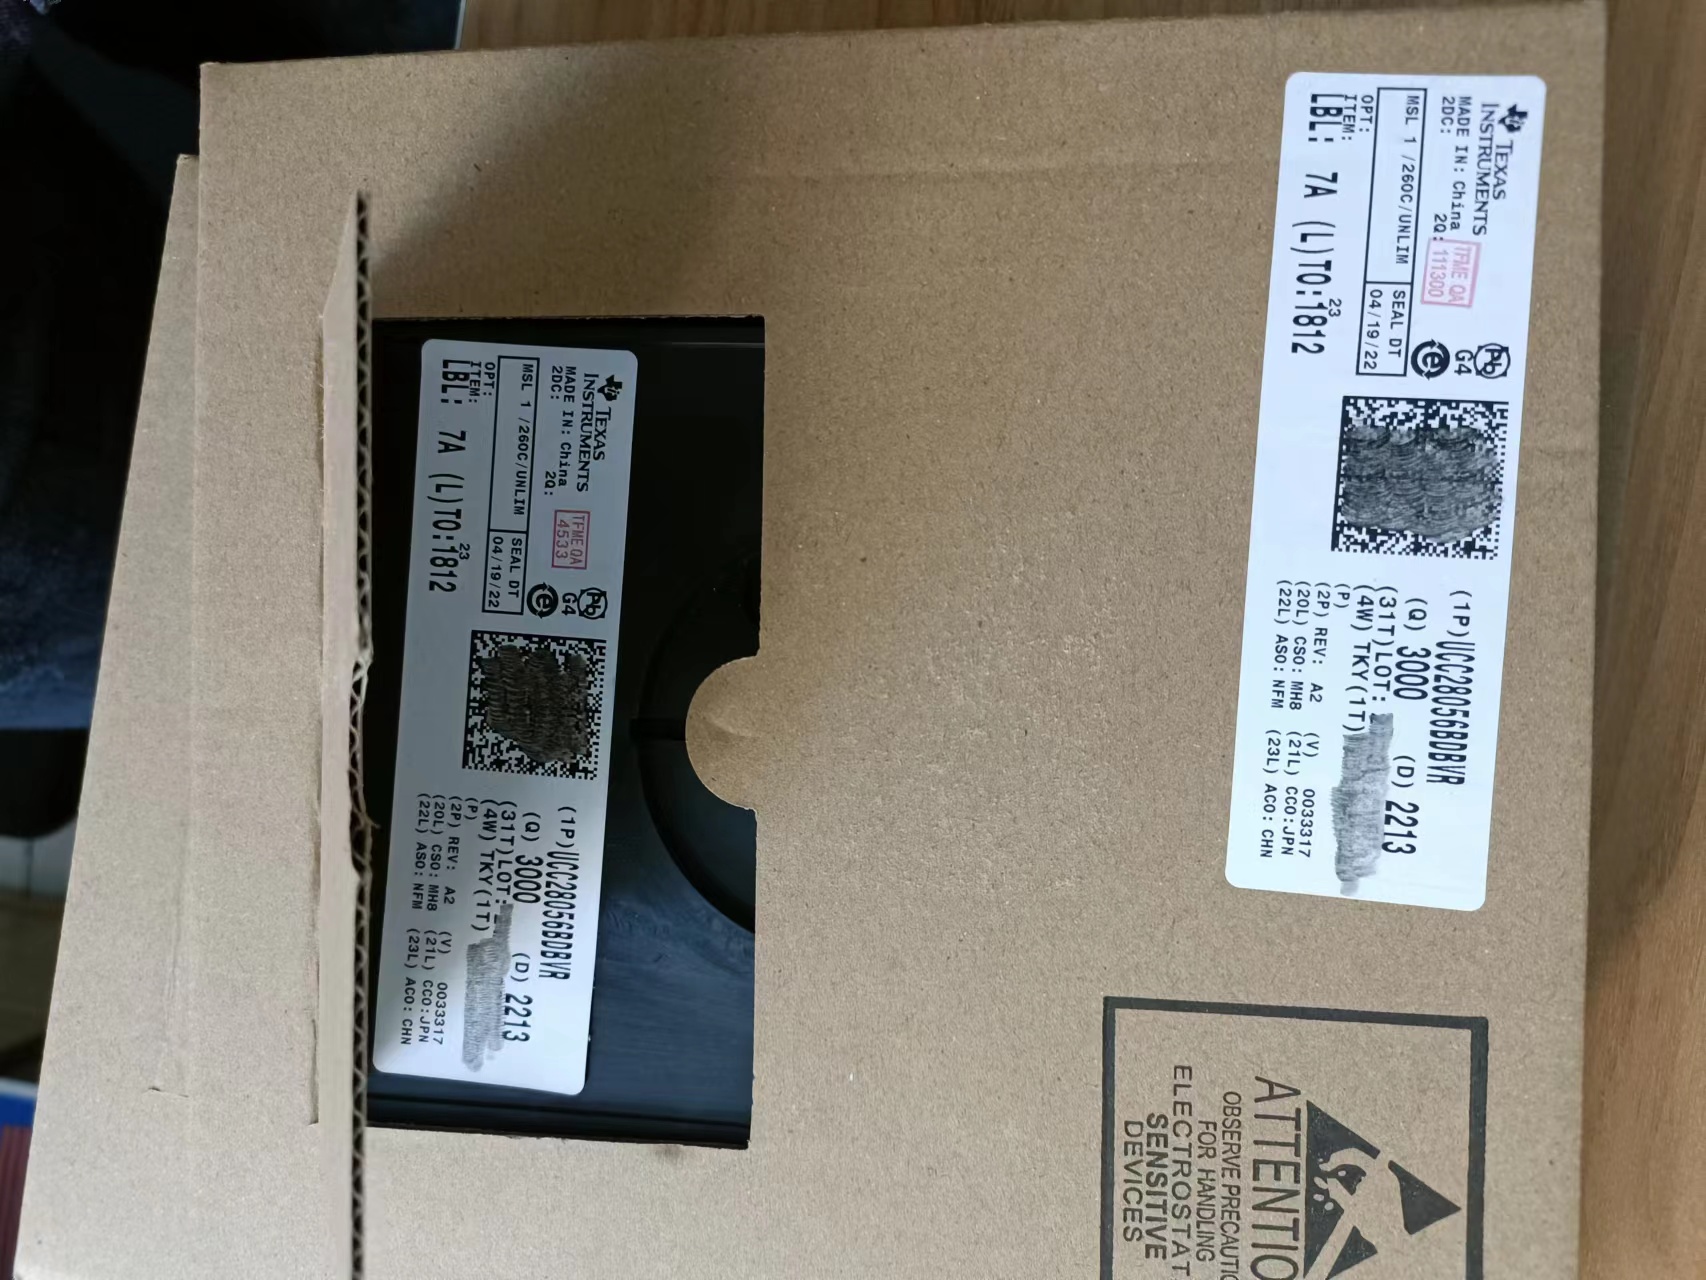 TEXAS
INSTRUMENTS
MADE IN: China 2Q:
2DC:
TFME QA
111300
G4
Pb
e
MSL 1 /260C/UNLIM
SEAL DT
04/19/22
OPT:
ITEM:
23
LBL: 7A (L)TO:1812
(1P)UCC28056BDBVR
(Q) 3000 (D) 2213
(31T)LOT:
(4W) TKY(1T)
(P)
(2P) REV: A2 (V) 0033317
(20L) CSO: MH8 (21L) CCO:JPN
(22L) ASO: NFM (23L) ACO: CHN
TEXAS
INSTRUMENTS
MADE IN: China 2Q:
2DC:
TFME QA
4533
G4
Pb
e
MSL 1 /260C/UNLIM
SEAL DT
04/19/22
OPT:
ITEM:
23
LBL: 7A (L)TO:1812
(1P)UCC28056BDBVR
(Q) 3000 (D) 2213
(31T)LOT:
(4W) TKY(1T)
(P)
(2P) REV: A2 (V) 0033317
(20L) CSO: MH8 (21L) CCO:JPN
(22L) ASO: NFM (23L) ACO: CHN
ATTENTIO
OBSERVE PRECAUTIO
FOR HANDLING
ELECTROSTAT
SENSITIVE
DEVICES